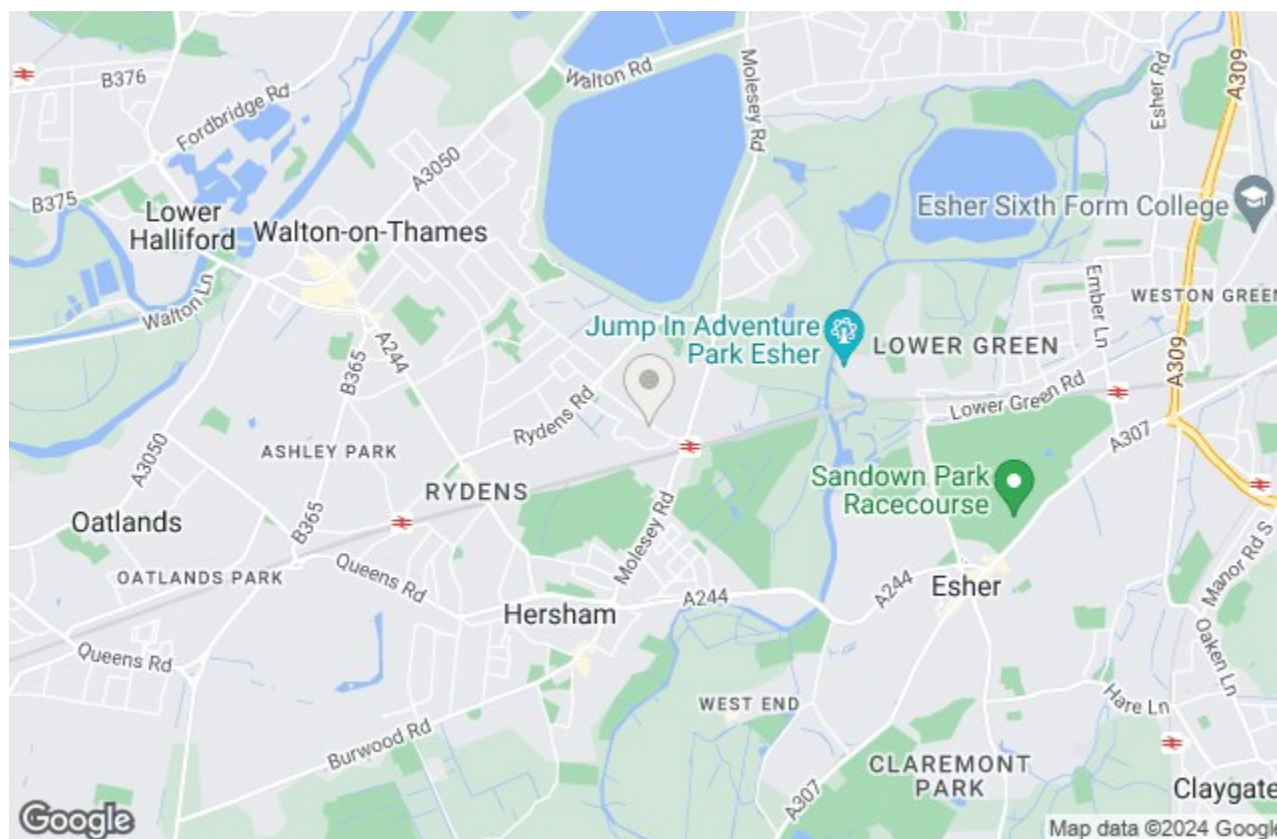 B376
Fordbridge Rd
Walton Rd
Molesey Rd
Esher Rd
A309
A3050
B375
Lower
Halliford
Walton-on-Thames
Esher Sixth Form College
Walton Ln
A244
B365
Ember Ln
WESTON GREEN
Jump In Adventure
Park Esher
LOWER GREEN
A309
Rydens Rd
Lower Green Rd
A307
A3050
ASHLEY PARK
RYDENS
Sandown Park
Racecourse
Oatlands
B365
OATLANDS PARK
Queens Rd
Molesey Rd
Manor Rd S
Hersham
A244
A244
Esher
Queens Rd
Oaken Ln
WEST END
Hare Ln
Burwood Rd
CLAREMONT
PARK
A307
Claygate
Google
Map data ©2024 Google